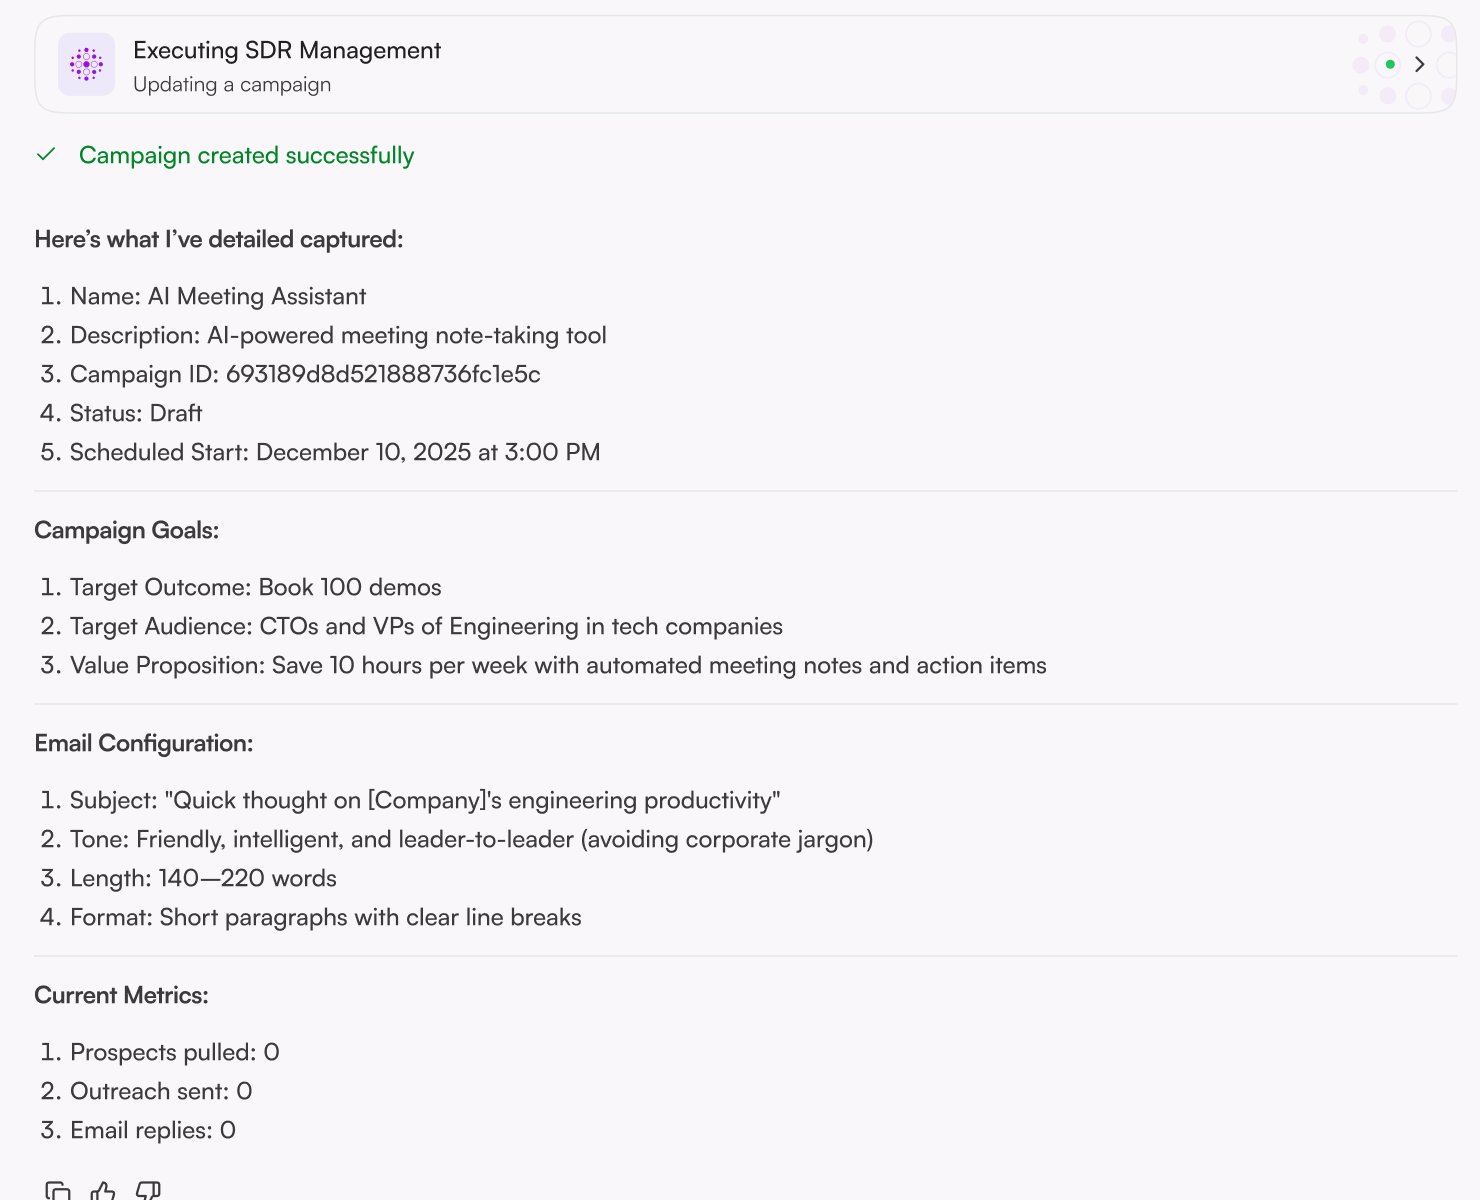 Executing SDR Management
Updating a campaign
Campaign created successfully
Here’s what I’ve detailed captured:
1. Name: AI Meeting Assistant
2. Description: AI-powered meeting note-taking tool
3. Campaign ID: 693189d8d521888736fc1e5c
4. Status: Draft
5. Scheduled Start: December 10, 2025 at 3:00 PM
Campaign Goals:
1. Target Outcome: Book 100 demos
2. Target Audience: CTOs and VPs of Engineering in tech companies
3. Value Proposition: Save 10 hours per week with automated meeting notes and action items
Email Configuration:
1. Subject: "Quick thought on [Company]'s engineering productivity"
2. Tone: Friendly, intelligent, and leader-to-leader (avoiding corporate jargon)
3. Length: 140—220 words
4. Format: Short paragraphs with clear line breaks
Current Metrics:
1. Prospects pulled: 0
2. Outreach sent: 0
3. Email replies: 0